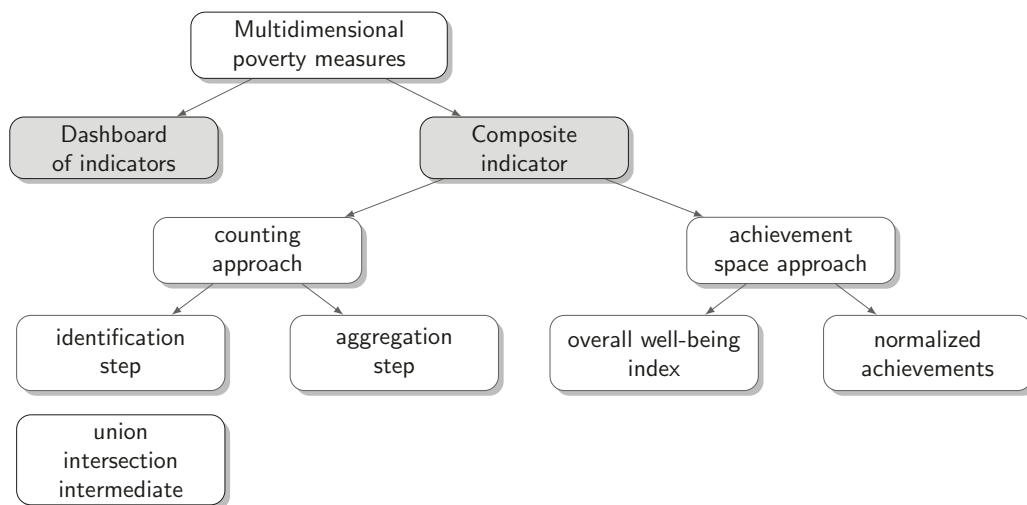 Multidimensional
poverty measures
Dashboard
of indicators
Composite
indicator
counting
approach
achievement
space approach
identification
step
aggregation
step
overall well-being
index
normalized
achievements
union
intersection
intermediate